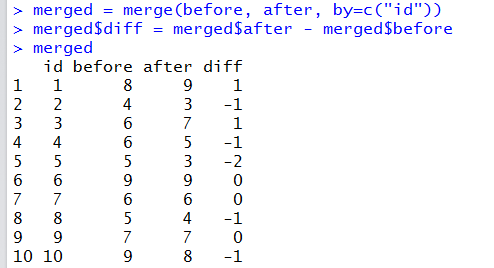 > merged = merge(before, after, by=c("id"))
> merged$diff = merged$after - merged$before
> merged
   id before after diff
1   1      8     9    1
2   2      4     3   -1
3   3      6     7    1
4   4      6     5   -1
5   5      5     3   -2
6   6      9     9    0
7   7      6     6    0
8   8      5     4   -1
9   9      7     7    0
10 10      9     8   -1